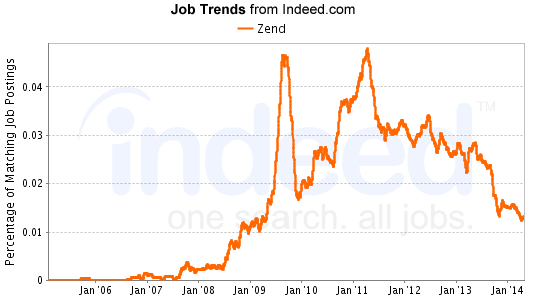 Job Trends from Indeed.com
Zend
Percentage of Matching Job Postings
0.04
0.03
0.02
0.01
0
Jan '06 Jan '07 Jan '08 Jan '09 Jan '10 Jan '11 Jan '12 Jan '13 Jan '14
indeed™
one search. all jobs.